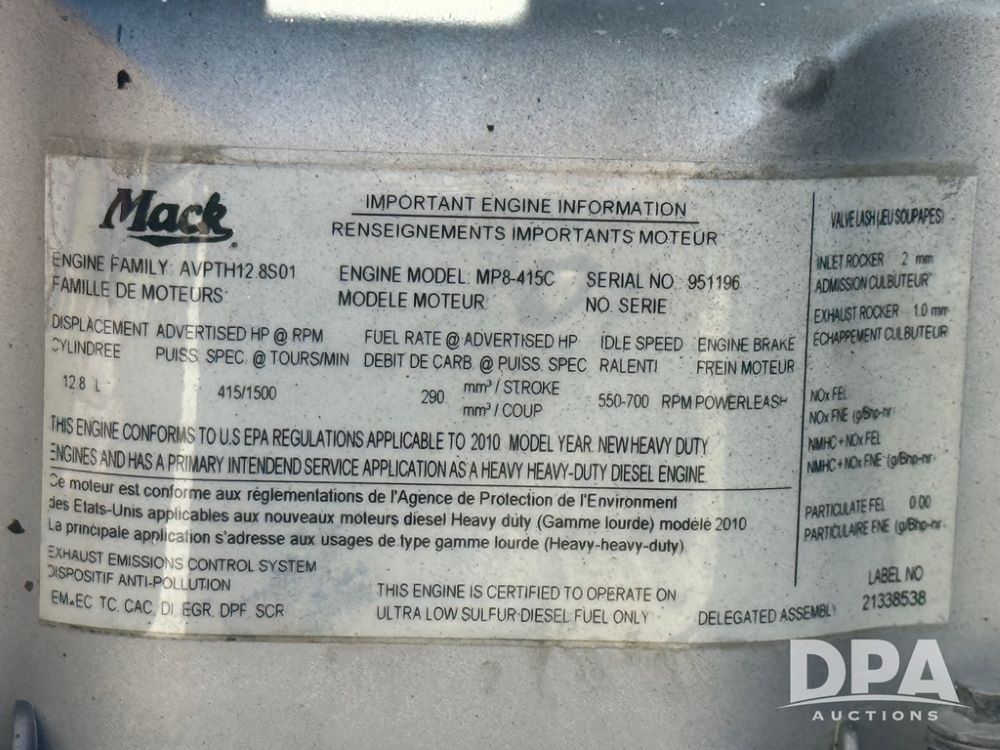 Mack
IMPORTANT ENGINE INFORMATION
RENSEIGNEMENTS IMPORTANTS MOTEUR
ENGINE FAMILY: AVPTH12.8S01
FAMILLE DE MOTEURS:
ENGINE MODEL: MP8-415C
MODELE MOTEUR:
SERIAL NO. 951196
NO. SERIE
DISPLACEMENT
CYLINDREE
12.8 L
ADVERTISED HP @ RPM
PUISS. SPEC. @ TOURS/MIN
415/1500
FUEL RATE @ ADVERTISED HP
DEBIT DE CARB. @ PUISS. SPEC
290 mm³ / STROKE
mm³ / COUP
IDLE SPEED
RALENTI
550-700 RPM
ENGINE BRAKE
FREIN MOTEUR
POWERLEASH
THIS ENGINE CONFORMS TO U.S EPA REGULATIONS APPLICABLE TO 2010 MODEL YEAR NEW HEAVY DUTY
ENGINES AND HAS A PRIMARY INTENDEND SERVICE APPLICATION AS A HEAVY HEAVY-DUTY DIESEL ENGINE.
Ce moteur est conforme aux réglementations de l'Agence de Protection de l'Environment
des Etats-Unis applicables aux nouveaux moteurs diesel Heavy duty (Gamme lourde) modéle 2010
La principale application s'adresse aux usages de type gamme lourde (Heavy-heavy-duty)
EXHAUST EMISSIONS CONTROL SYSTEM
DISPOSITIF ANTI-POLLUTION
EM,EC, TC, CAC, DI, EGR, DPF, SCR
THIS ENGINE IS CERTIFIED TO OPERATE ON
ULTRA LOW SULFUR DIESEL FUEL ONLY
DELEGATED ASSEMBLY
VALVE LASH (JEU SOUPAPES)
INLET ROCKER 2 mm
ADMISSION CULBUTEUR
EXHAUST ROCKER 1.0 mm
ÉCHAPPEMENT CULBUTEUR
NOx FEL
NOx FNE (g/Bhp-hr
NMHC + NOx FEL
NMHC + NOx FNE (g/Bhp-hr
PARTICULATE FEL 0.00
PARTICULAIRE FNE (g/Bhp-hr
LABEL NO
21338538
DPA
AUCTIONS